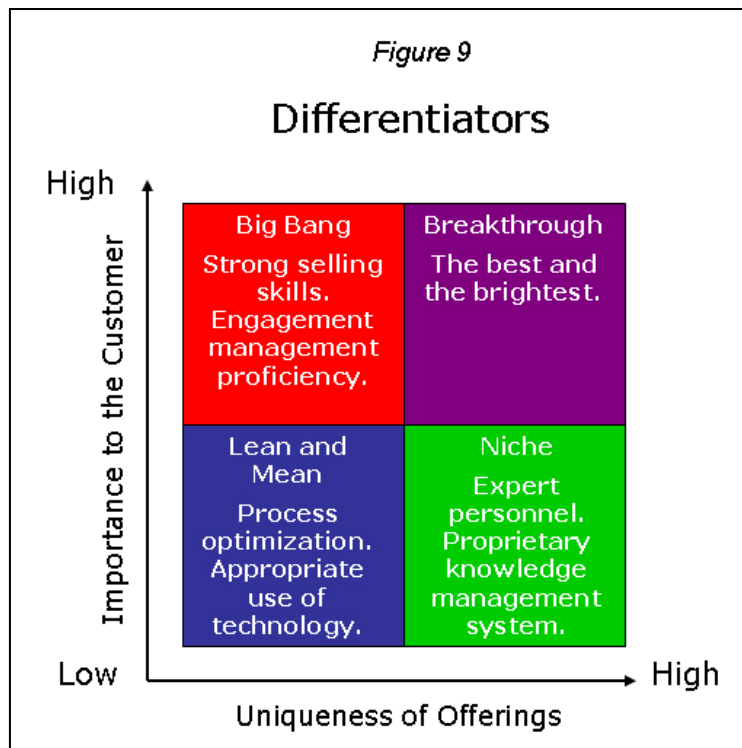 Figure 9
Differentiators
High
Importance to the Customer
Big Bang
Strong selling
skills.
Engagement
management
proficiency.
Breakthrough
The best and
the brightest.
Lean and
Mean
Process
optimization.
Appropriate
use of
technology.
Niche
Expert
personnel.
Proprietary
knowledge
management
system.
Low
High
Uniqueness of Offerings